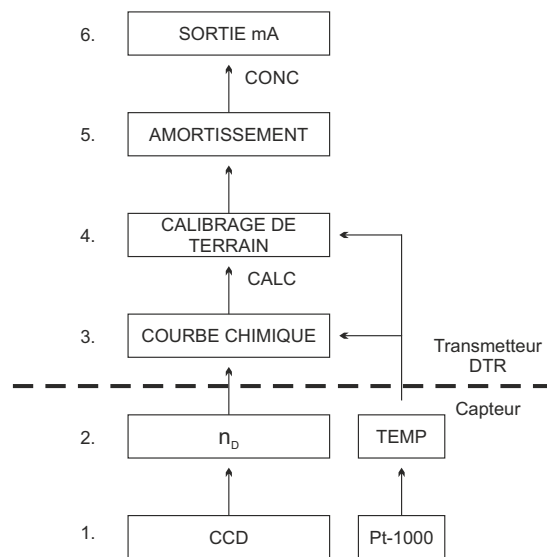 6. SORTIE mA
CONC
5. AMORTISSEMENT
4. CALIBRAGE DE
TERRAIN
CALC
3. COURBE CHIMIQUE
Transmetteur
DTR
Capteur
2. nD TEMP
1. CCD Pt-1000